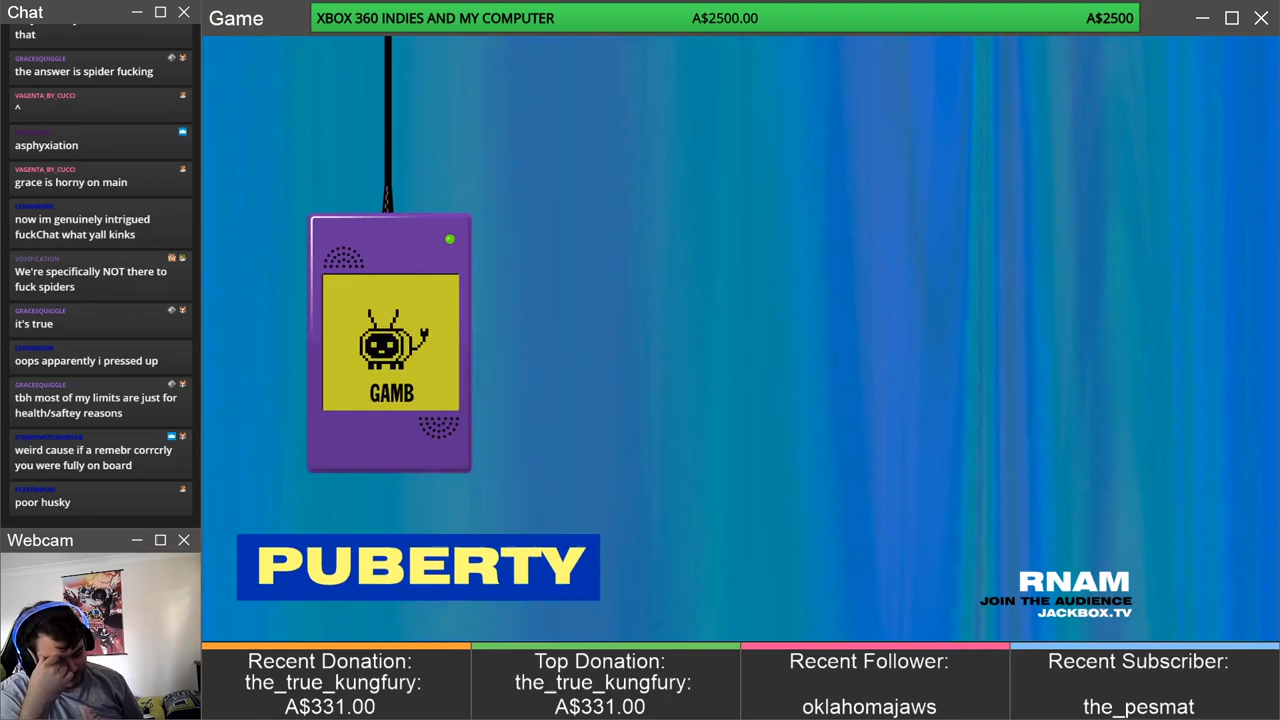 Chat
Game
XBOX 360 INDIES AND MY COMPUTER
A$2500.00
A$2500
that
GRACESQUIGGLE
the answer is spider fucking
VAGENTA_BY_CUCCI
^
asphyxiation
VAGENTA_BY_CUCCI
grace is horny on main
now im genuinely intrigued
fuckChat what yall kinks
VOXIFICATION
We're specifically NOT there to
fuck spiders
GRACESQUIGGLE
it's true
oops apparently i pressed up
GRACESQUIGGLE
tbh most of my limits are just for
health/saftey reasons
weird cause if a remebr corrcrly
you were fully on board
poor husky
Webcam
GAMB
PUBERTY
RNAM
JOIN THE AUDIENCE
JACKBOX.TV
Recent Donation:
the_true_kungfury:
A$331.00
Top Donation:
the_true_kungfury:
A$331.00
Recent Follower:
oklahomajaws
Recent Subscriber:
the_pesmat